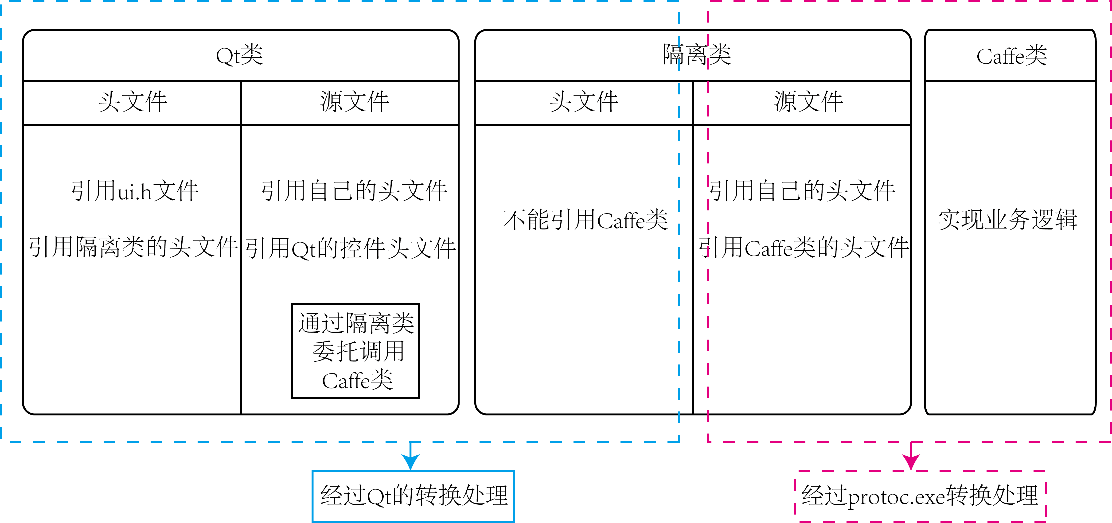 Qt类
头文件
源文件
引用ui.h文件
引用隔离类的头文件
引用自己的头文件
引用Qt的控件头文件
通过隔离类
委托调用
Caffe类
隔离类
头文件
源文件
不能引用Caffe类
引用自己的头文件
引用Caffe类的头文件
Caffe类
实现业务逻辑
经过Qt的转换处理
经过protoc.exe转换处理